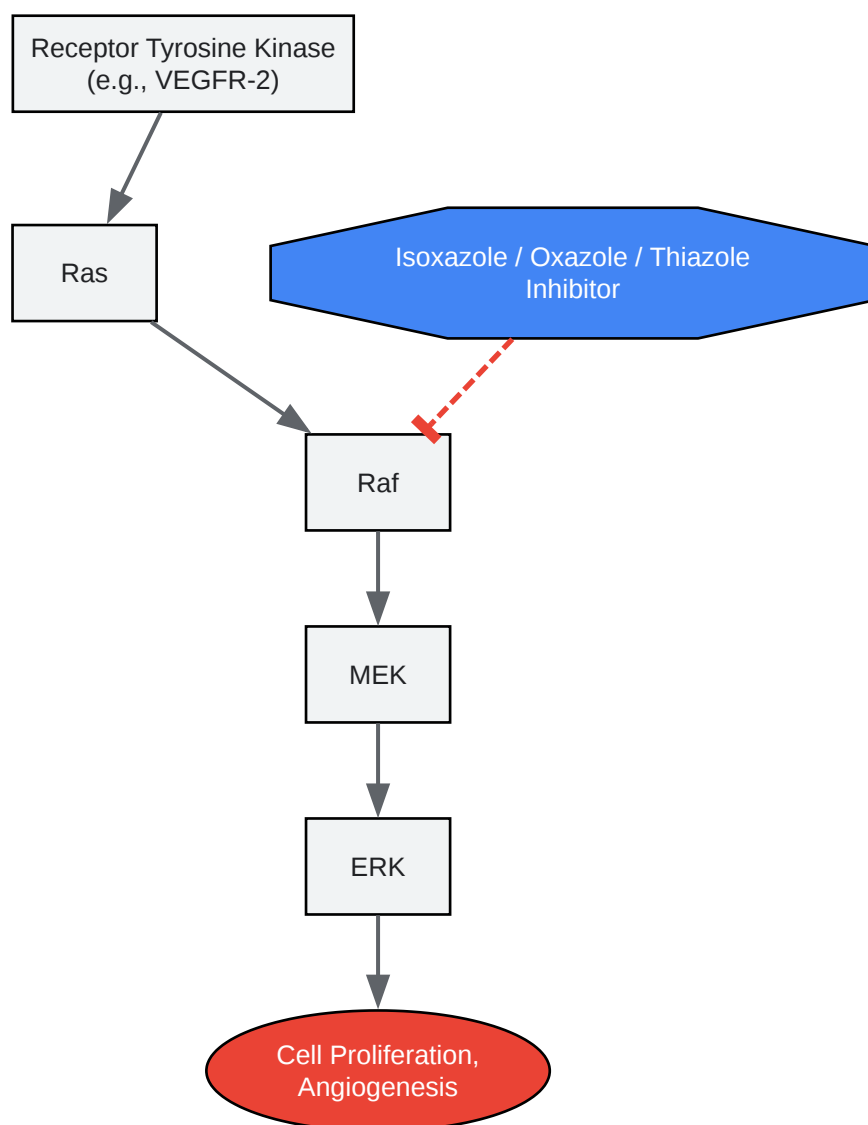 Receptor Tyrosine Kinase
(e.g., VEGFR-2)
Ras
Isoxazole / Oxazole / Thiazole
Inhibitor
Raf
MEK
ERK
Cell Proliferation,
Angiogenesis